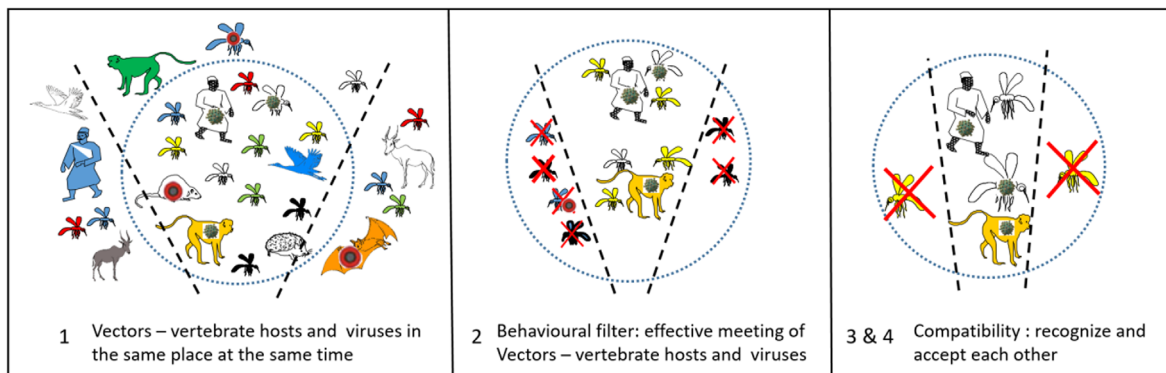 1 Vectors – vertebrate hosts and viruses in
the same place at the same time
2 Behavioural filter: effective meeting of
Vectors – vertebrate hosts and viruses
3 & 4 Compatibility : recognize and
accept each other